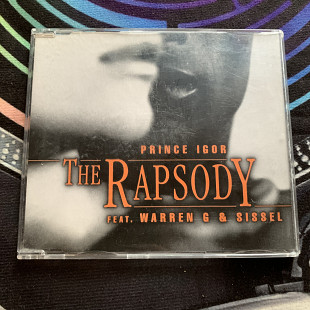 PRINCE IGOR
THE RAPSODY
FEAT. WARREN G & SISSEL